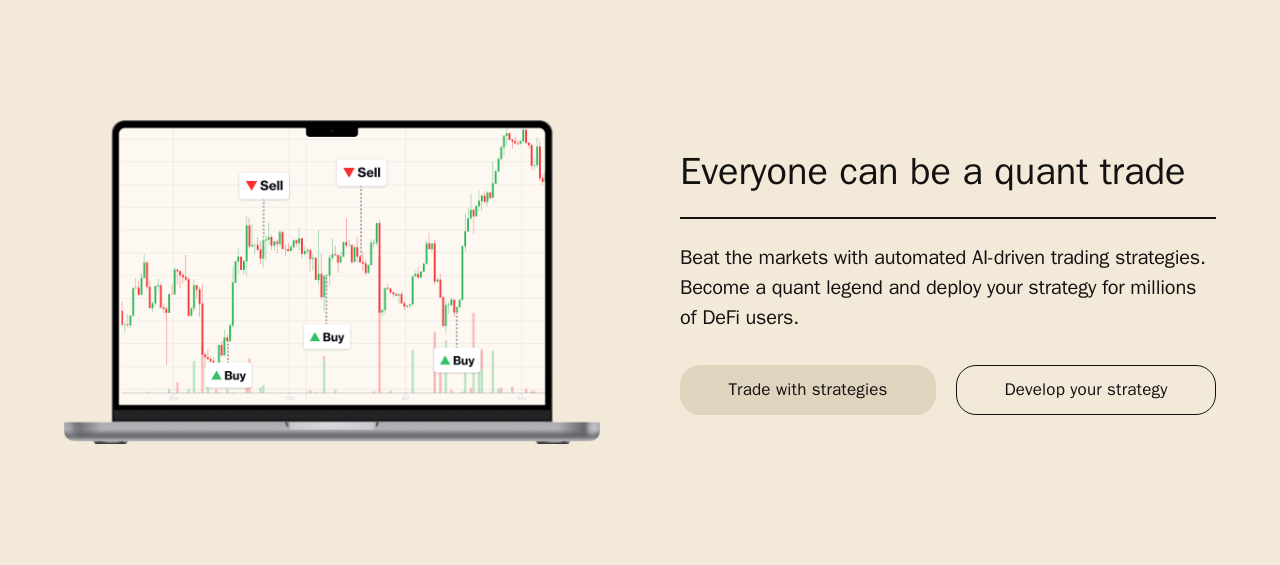 Sell
Sell
Buy
Buy
Buy
Everyone can be a quant trade
Beat the markets with automated AI-driven trading strategies.
Become a quant legend and deploy your strategy for millions
of DeFi users.
Trade with strategies
Develop your strategy